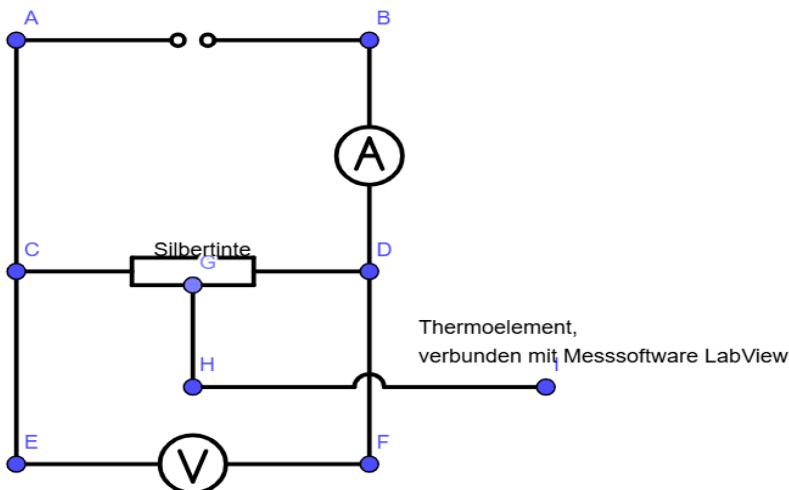 A
B
A
C
Silbertinte
D
G
Thermoelement,
verbunden mit Messsoftware LabView
H
I
E
F
V